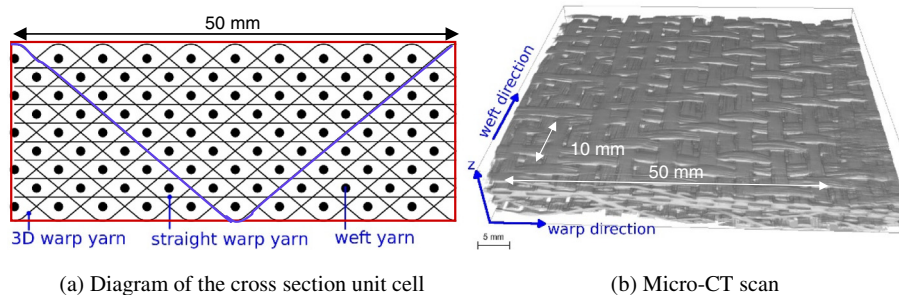 50 mm
3D warp yarn
straight warp yarn
weft yarn
(a) Diagram of the cross section unit cell
weft direction
10 mm
z
50 mm
warp direction
5 mm
(b) Micro-CT scan